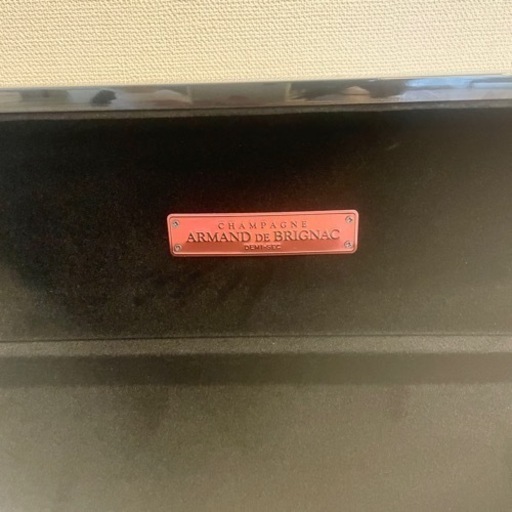 CHAMPAGNE
ARMAND DE BRIGNAC
DEMI-SEC